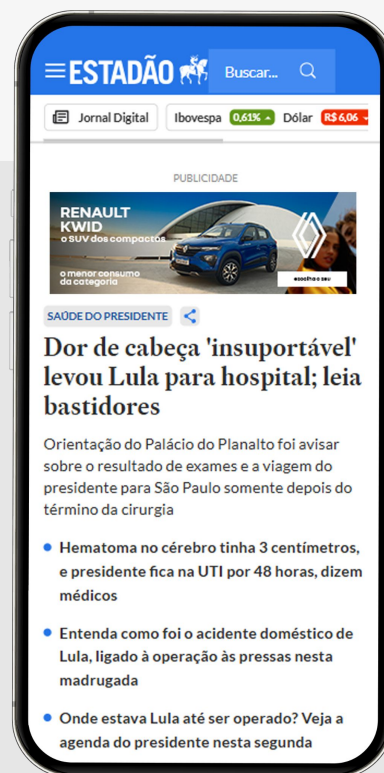 ESTADÃO
Buscar...
Jornal Digital
Ibovespa 0,61%
Dólar R$ 6,06
PUBLICIDADE
RENAULT
KWID
o SUV dos compactos
o menor consumo
da categoria
escolha o seu
SAÚDE DO PRESIDENTE
Dor de cabeça 'insuportável'
levou Lula para hospital; leia
bastidores
Orientação do Palácio do Planalto foi avisar
sobre o resultado de exames e a viagem do
presidente para São Paulo somente depois do
término da cirurgia
Hematoma no cérebro tinha 3 centímetros,
e presidente fica na UTI por 48 horas, dizem
médicos
Entenda como foi o acidente doméstico de
Lula, ligado à operação às pressas nesta
madrugada
Onde estava Lula até ser operado? Veja a
agenda do presidente nesta segunda